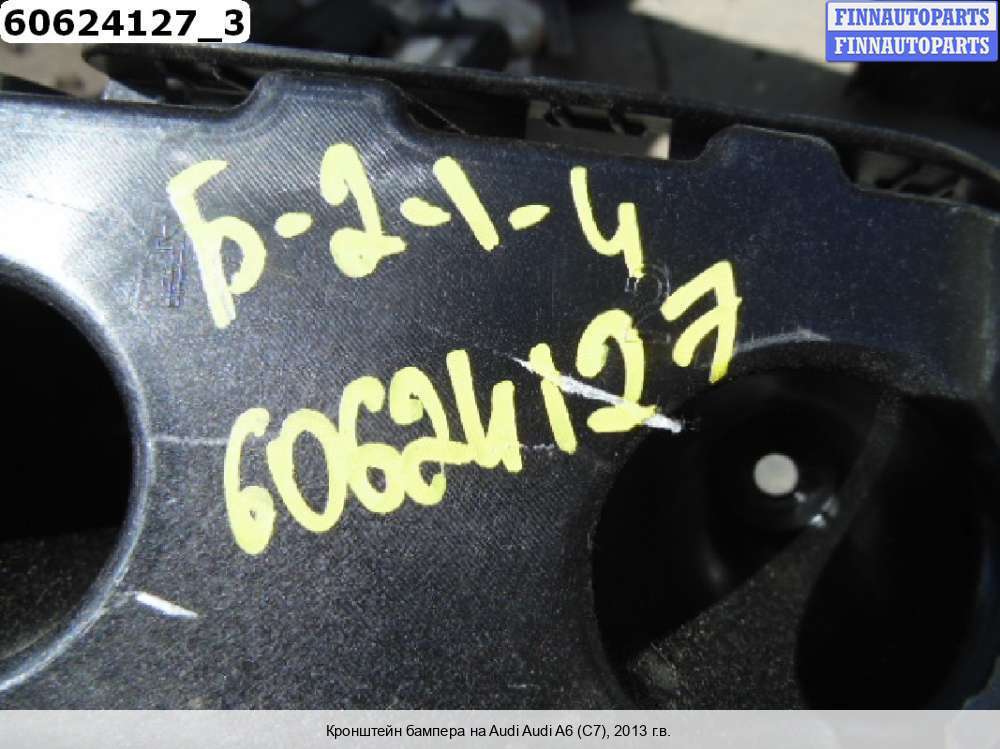 60624127_3
FINNAUTOPARTS
FINNAUTOPARTS
Б-2-1-4
60624127
Кронштейн бампера на Audi Audi A6 (C7), 2013 г.в.